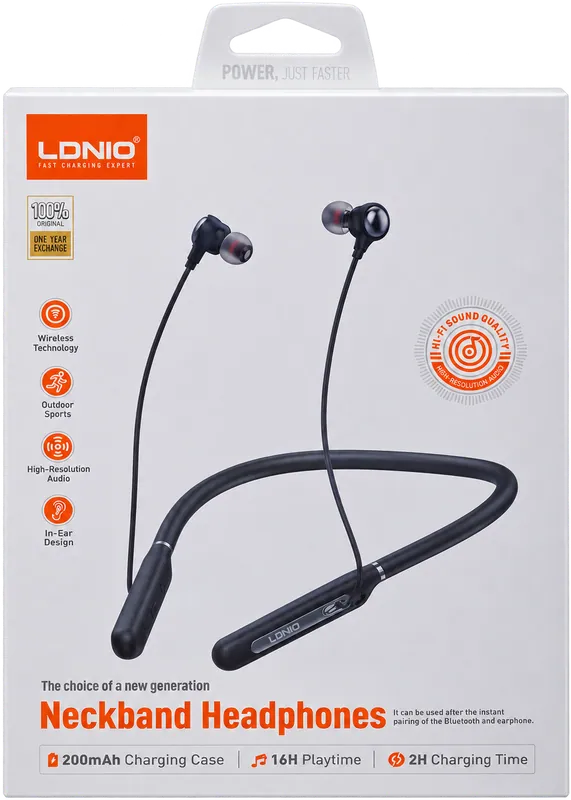 POWER, JUST FASTER
LDNIO®
FAST CHARGING EXPERT
100%
ORIGINAL
ONE YEAR
EXCHANGE
Wireless
Technology
HI-FI SOUND QUALITY
HIGH-RESOLUTION AUDIO
Outdoor
Sports
High-Resolution
Audio
In-Ear
Design
LDNIO
The choice of a new generation
Neckband Headphones
It can be used after the instant
pairing of the Bluetooth and earphone.
200mAh Charging Case
16H Playtime
2H Charging Time